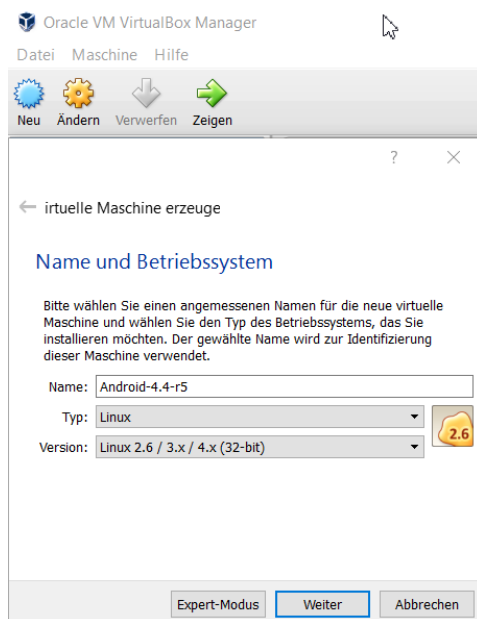 Oracle VM VirtualBox Manager
Datei Maschine Hilfe
Neu Ändern Verwerfen Zeigen
?
irtuelle Maschine erzeuge
Name und Betriebssystem
Bitte wählen Sie einen angemessenen Namen für die neue virtuelle
Maschine und wählen Sie den Typ des Betriebssystems, das Sie
installieren möchten. Der gewählte Name wird zur Identifizierung
dieser Maschine verwendet.
Name: Android-4.4-r5
Typ: Linux
2.6
Version: Linux 2.6 / 3.x / 4.x (32-bit)
Expert-Modus Weiter Abbrechen